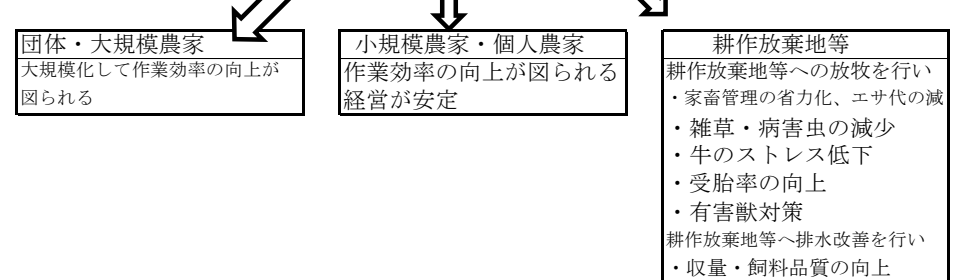 団体・大規模農家
大規模化して作業効率の向上が
図られる
小規模農家・個人農家
作業効率の向上が図られる
経営が安定
耕作放棄地等
耕作放棄地等への放牧を行い
・家畜管理の省力化、エサ代の減
・雑草・病害虫の減少
・牛のストレス低下
・受胎率の向上
・有害獣対策
耕作放棄地等へ排水改善を行い
・収量・飼料品質の向上